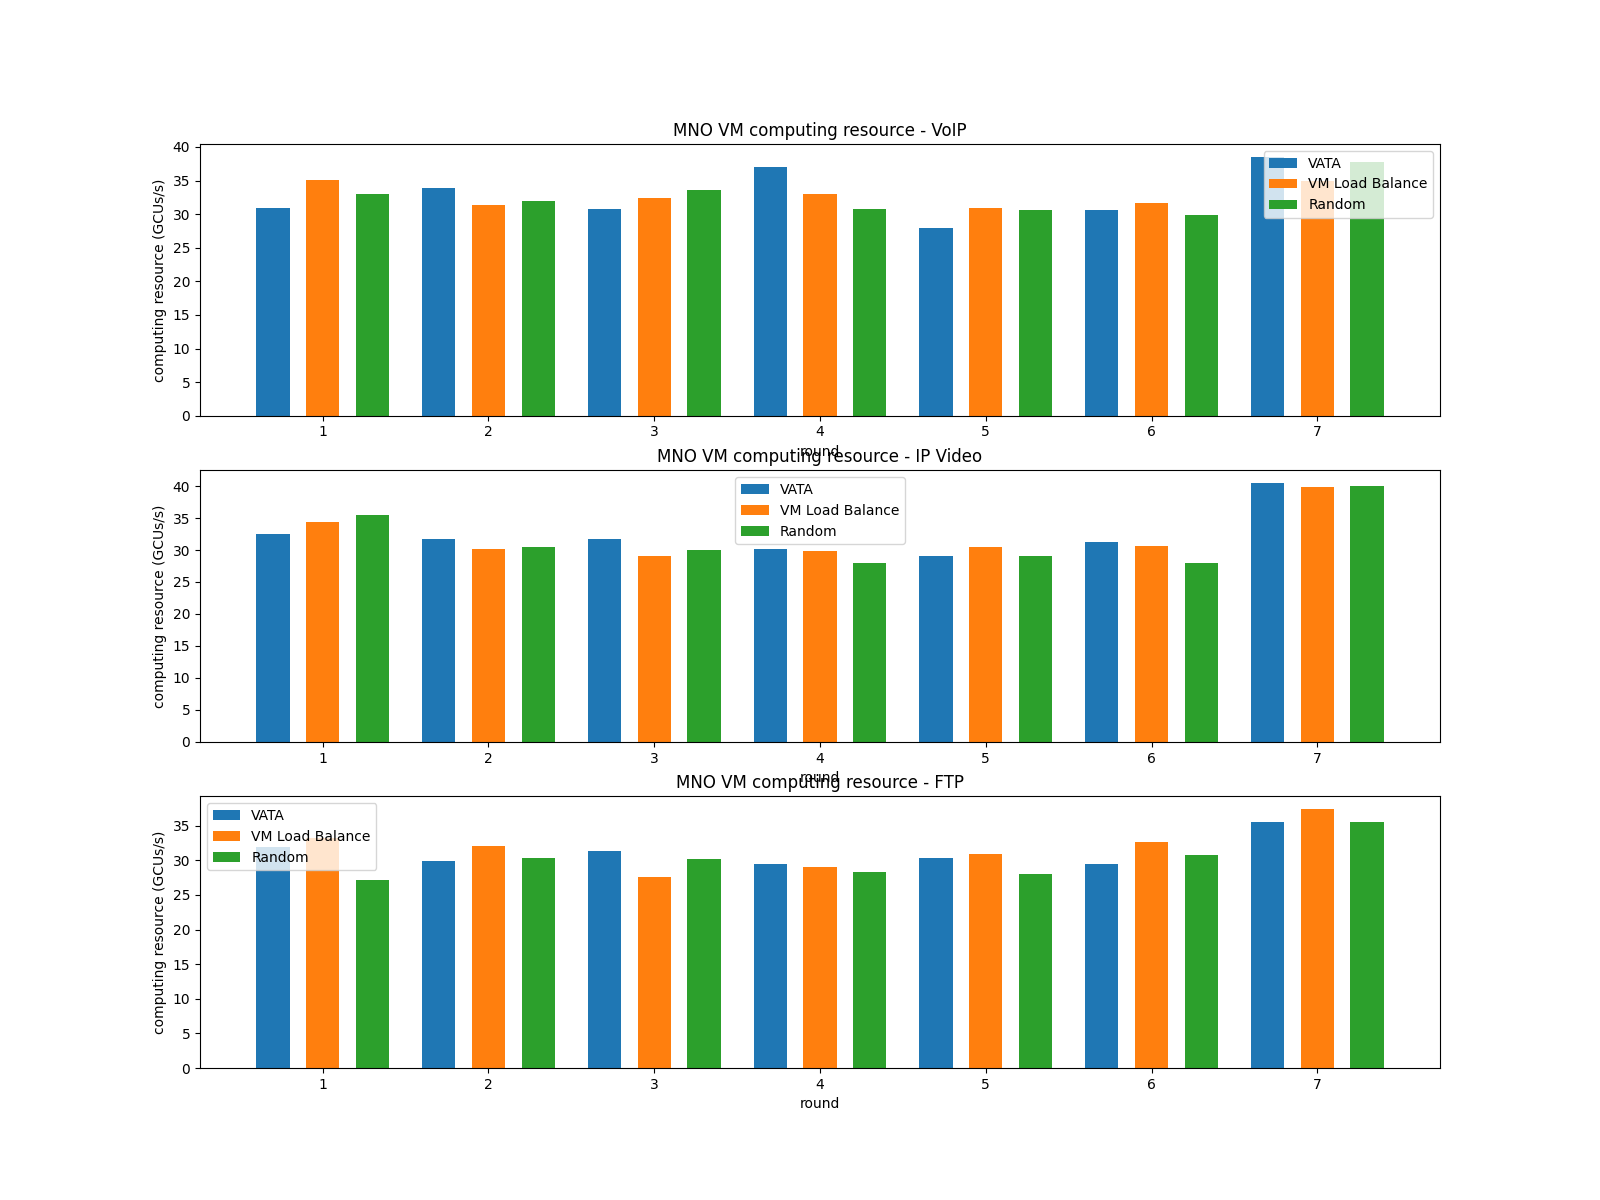 MNO VM computing resource - VoIP
computing resource (GCUs/s)
40
35
30
25
20
15
10
5
0
VATA
VM Load Balance
Random
1 2 3 4 5 6 7
round
MNO VM computing resource - IP Video
computing resource (GCUs/s)
40
35
30
25
20
15
10
5
0
VATA
VM Load Balance
Random
1 2 3 4 5 6 7
round
MNO VM computing resource - FTP
computing resource (GCUs/s)
35
30
25
20
15
10
5
0
VATA
VM Load Balance
Random
1 2 3 4 5 6 7
round